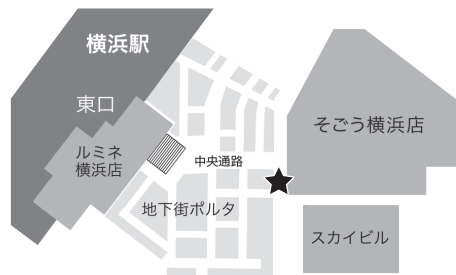 横浜駅
東口
ルミネ
横浜店
中央通路
地下街ポルタ
そごう横浜店
スカイビル